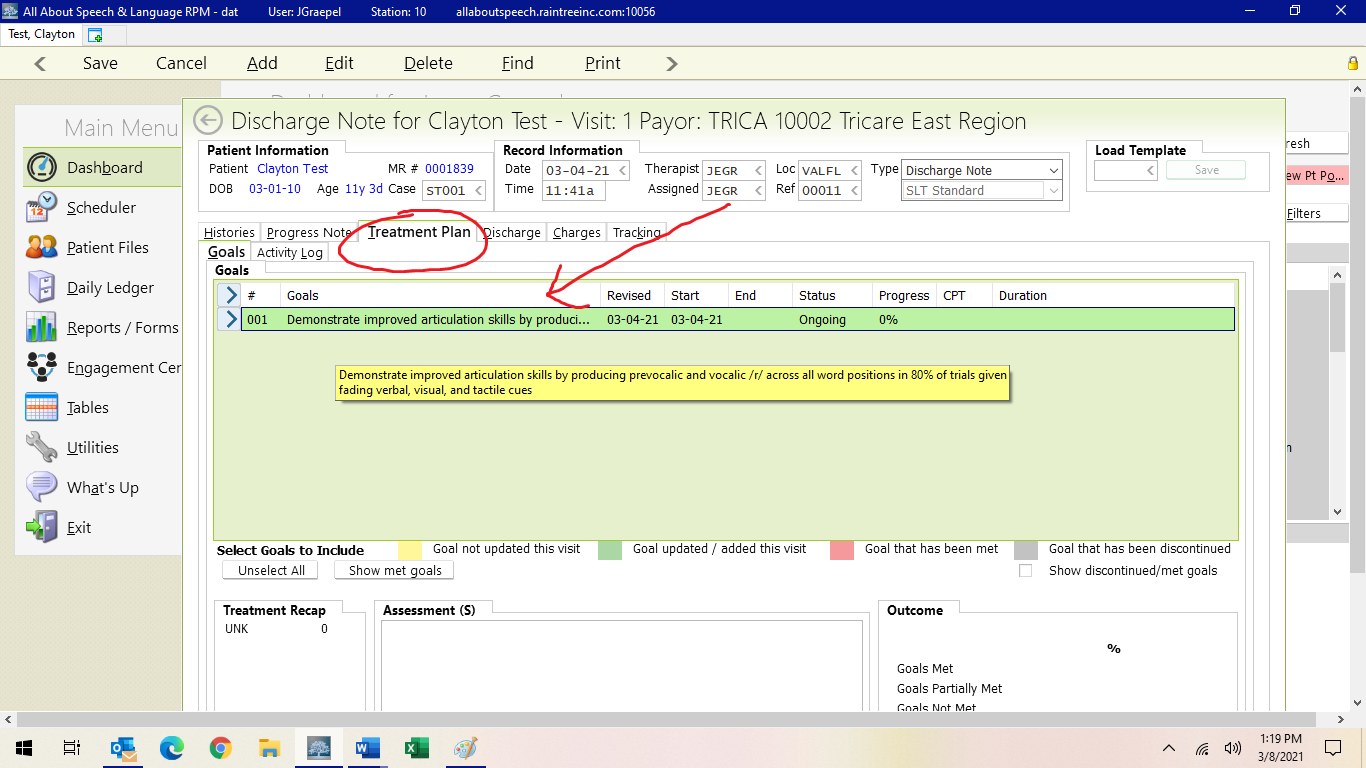 All About Speech & Language RPM - dat User: JGraepel Station: 10 allaboutspeech.raintreeinc.com:10056
Test, Clayton
Save Cancel Add Edit Delete Find Print
Main Menu
Dashboard
Scheduler
Patient Files
Daily Ledger
Reports / Forms
Engagement Cer
Tables
Utilities
What's Up
Exit
Discharge Note for Clayton Test - Visit: 1 Payor: TRICA 10002 Tricare East Region
Patient Information
Patient Clayton Test MR # 0001839
DOB 03-01-10 Age 11y 3d Case ST001
Record Information
Date 03-04-21 Therapist JEGR Loc VALFL Type Discharge Note
Time 11:41a Assigned JEGR Ref 00011 SLT Standard
Load Template
Save
resh
ew Pt Po...
Filters
Histories Progress Note Treatment Plan Discharge Charges Tracking
Goals Activity Log
Goals
# Goals Revised Start End Status Progress CPT Duration
001 Demonstrate improved articulation skills by produci... 03-04-21 03-04-21 Ongoing 0%
Demonstrate improved articulation skills by producing prevocalic and vocalic /r/ across all word positions in 80% of trials given
fading verbal, visual, and tactile cues
Select Goals to Include Goal not updated this visit Goal updated / added this visit Goal that has been met Goal that has been discontinued
Unselect All Show met goals Show discontinued/met goals
Treatment Recap
UNK 0
Assessment (S)
Outcome
%
Goals Met
Goals Partially Met
Goals Not Met
1:19 PM
3/8/2021